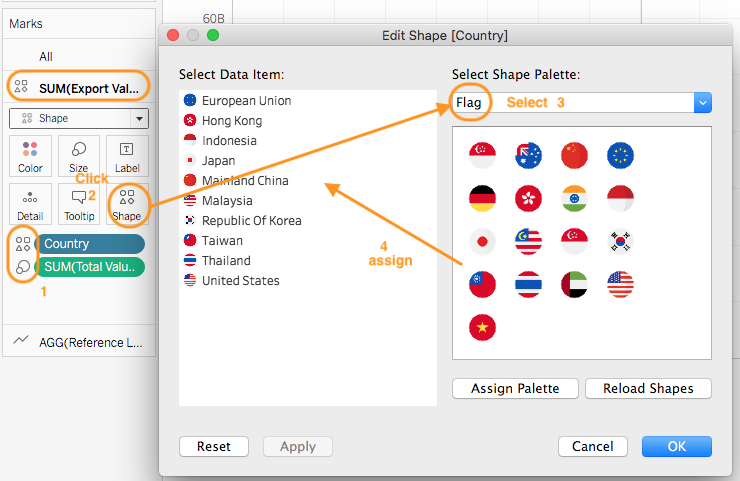 60B
Marks
All
SUM(Export Val...
Shape
Color
Size
Label
Click
2
Detail
Tooltip
Shape
Country
SUM(Total Valu..
1
AGG(Reference L...
Edit Shape [Country]
Select Data Item:
European Union
Hong Kong
Indonesia
Japan
Mainland China
Malaysia
Republic Of Korea
Taiwan
Thailand
United States
4
assign
Select Shape Palette:
Flag
Select 3
Assign Palette
Reload Shapes
Reset
Apply
Cancel
OK